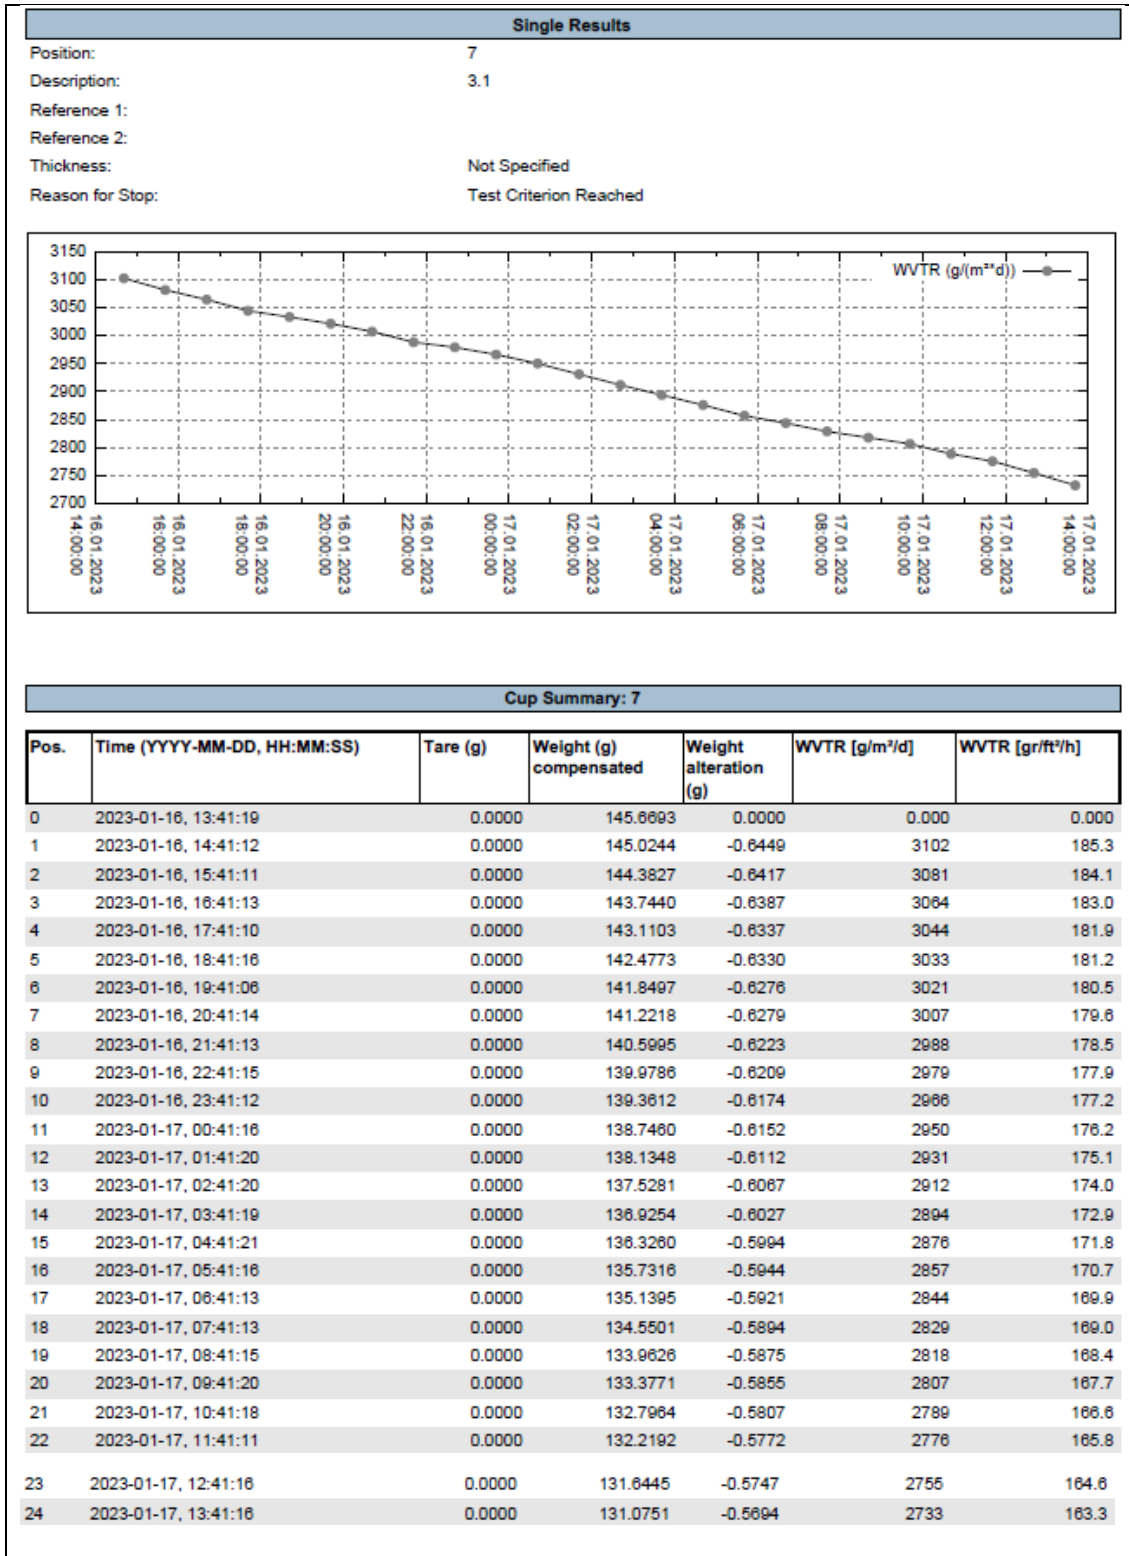 Single Results
Position: 7
Description: 3.1
Reference 1:
Reference 2:
Thickness: Not Specified
Reason for Stop: Test Criterion Reached
WVTR (g/(m²*d))
3150
3100
3050
3000
2950
2900
2850
2800
2750
2700
16.01.2023 14:00:00
16.01.2023 16:00:00
16.01.2023 18:00:00
16.01.2023 20:00:00
16.01.2023 22:00:00
17.01.2023 00:00:00
17.01.2023 02:00:00
17.01.2023 04:00:00
17.01.2023 06:00:00
17.01.2023 08:00:00
17.01.2023 10:00:00
17.01.2023 12:00:00
17.01.2023 14:00:00
Cup Summary: 7
Pos. Time (YYYY-MM-DD, HH:MM:SS) Tare (g) Weight (g) compensated Weight alteration (g) WVTR [g/m²/d] WVTR [gr/ft²/h]
0 2023-01-16, 13:41:19 0.0000 145.6693 0.0000 0.000 0.000
1 2023-01-16, 14:41:12 0.0000 145.0244 -0.6449 3102 185.3
2 2023-01-16, 15:41:11 0.0000 144.3827 -0.6417 3081 184.1
3 2023-01-16, 16:41:13 0.0000 143.7440 -0.6387 3064 183.0
4 2023-01-16, 17:41:10 0.0000 143.1103 -0.6337 3044 181.9
5 2023-01-16, 18:41:16 0.0000 142.4773 -0.6330 3033 181.2
6 2023-01-16, 19:41:06 0.0000 141.8497 -0.6276 3021 180.5
7 2023-01-16, 20:41:14 0.0000 141.2218 -0.6279 3007 179.6
8 2023-01-16, 21:41:13 0.0000 140.5995 -0.6223 2988 178.5
9 2023-01-16, 22:41:15 0.0000 139.9786 -0.6209 2979 177.9
10 2023-01-16, 23:41:12 0.0000 139.3612 -0.6174 2966 177.2
11 2023-01-17, 00:41:16 0.0000 138.7460 -0.6152 2950 176.2
12 2023-01-17, 01:41:20 0.0000 138.1348 -0.6112 2931 175.1
13 2023-01-17, 02:41:20 0.0000 137.5281 -0.6067 2912 174.0
14 2023-01-17, 03:41:19 0.0000 136.9254 -0.6027 2894 172.9
15 2023-01-17, 04:41:21 0.0000 136.3260 -0.5994 2876 171.8
16 2023-01-17, 05:41:16 0.0000 135.7316 -0.5944 2857 170.7
17 2023-01-17, 06:41:13 0.0000 135.1395 -0.5921 2844 169.9
18 2023-01-17, 07:41:13 0.0000 134.5501 -0.5894 2829 169.0
19 2023-01-17, 08:41:15 0.0000 133.9626 -0.5875 2818 168.4
20 2023-01-17, 09:41:20 0.0000 133.3771 -0.5855 2807 167.7
21 2023-01-17, 10:41:18 0.0000 132.7964 -0.5807 2789 166.6
22 2023-01-17, 11:41:11 0.0000 132.2192 -0.5772 2776 165.8
23 2023-01-17, 12:41:16 0.0000 131.6445 -0.5747 2755 164.6
24 2023-01-17, 13:41:16 0.0000 131.0751 -0.5694 2733 163.3